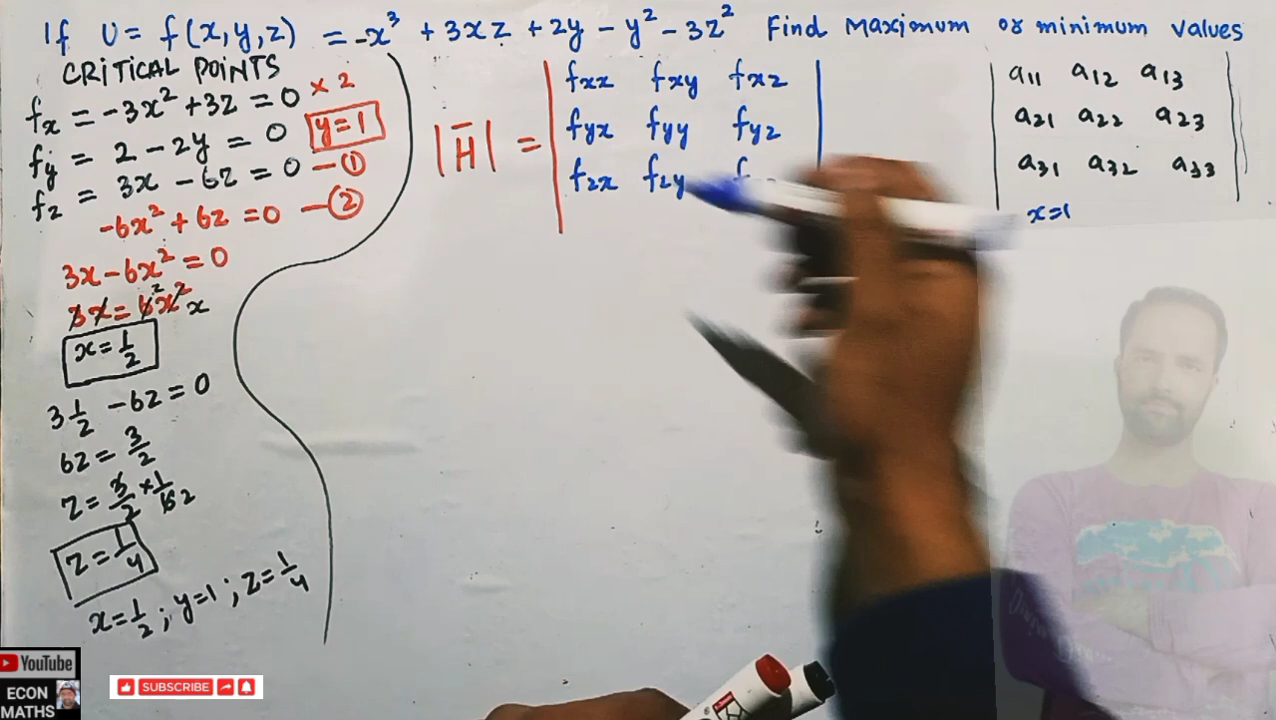 If U = f(x,y,z) = -x³ + 3xz + 2y - y² - 3z² Find Maximum or minimum values
CRITICAL POINTS
fx = -3x² + 3z = 0 × 2
fy = 2 - 2y = 0 y=1
fz = 3x - 6z = 0 —①
-6x² + 6z = 0 —②
3x - 6x² = 0
3x = 6²x² x
x = 1/2
3 1/2 - 6z = 0
6z = 3/2
z = 3/2 × 1/6 2
z = 1/4
x = 1/2 ; y=1 ; z = 1/4
|H̄| =
fxx fxy fxz
fyx fyy fyz
fzx fzy f
a11 a12 a13
a21 a22 a23
a31 a32 a33
x=1
YouTube
ECON
MATHS
SUBSCRIBE